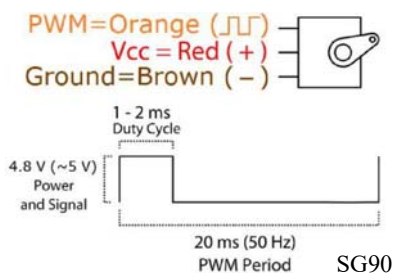 PWM=Orange (⎍⎍)
Vcc = Red (+)
Ground=Brown (−)
1 - 2 ms
Duty Cycle
4.8 V (~5 V)
Power
and Signal
20 ms (50 Hz)
PWM Period
SG90